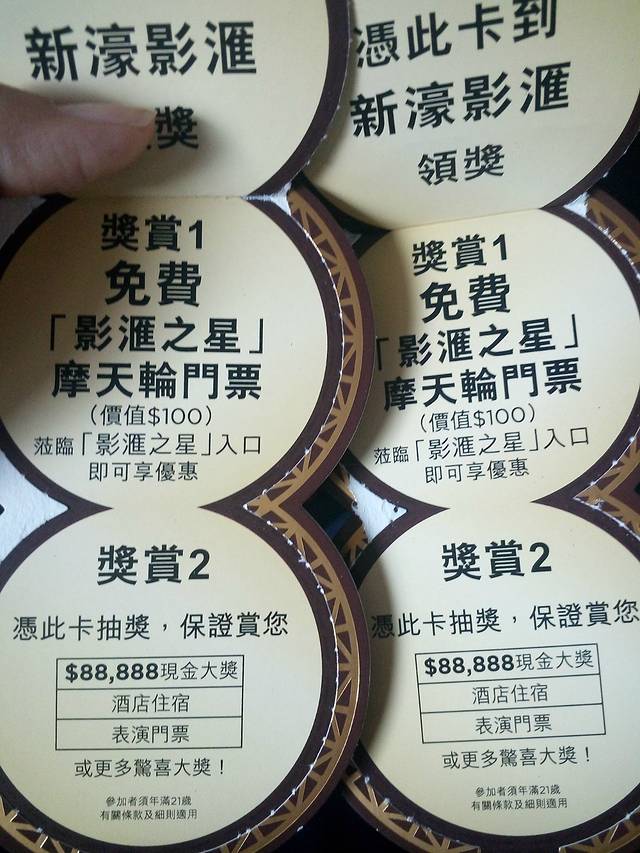 新濠影滙
獎
獎賞1
免費
「影滙之星」
摩天輪門票
(價值$100)
蒞臨「影滙之星」入口
即可享優惠
獎賞2
憑此卡抽獎，保證賞您
$88,888現金大獎
酒店住宿
表演門票
或更多驚喜大獎！
參加者須年滿21歲
有關條款及細則適用
憑此卡到
新濠影滙
領獎
獎賞1
免費
「影滙之星」
摩天輪門票
(價值$100)
蒞臨「影滙之星」入口
即可享優惠
獎賞2
憑此卡抽獎，保證賞您
$88,888現金大獎
酒店住宿
表演門票
或更多驚喜大獎！
參加者須年滿21歲
有關條款及細則適用